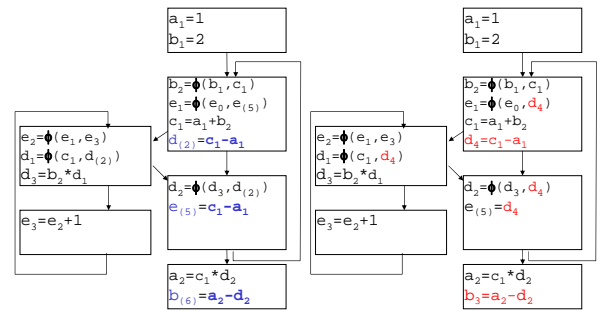 a₁=1
b₁=2
b₂=ϕ(b₁,c₁)
e₁=ϕ(e₀,e₍₅₎)
c₁=a₁+b₂
d₍₂₎=c₁-a₁
e₂=ϕ(e₁,e₃)
d₁=ϕ(c₁,d₍₂₎)
d₃=b₂*d₁
d₂=ϕ(d₃,d₍₂₎)
e₍₅₎=c₁-a₁
e₃=e₂+1
a₂=c₁*d₂
b₍₆₎=a₂-d₂
a₁=1
b₁=2
b₂=ϕ(b₁,c₁)
e₁=ϕ(e₀,d₄)
c₁=a₁+b₂
d₄=c₁-a₁
e₂=ϕ(e₁,e₃)
d₁=ϕ(c₁,d₄)
d₃=b₂*d₁
d₂=ϕ(d₃,d₄)
e₍₅₎=d₄
e₃=e₂+1
a₂=c₁*d₂
b₃=a₂-d₂